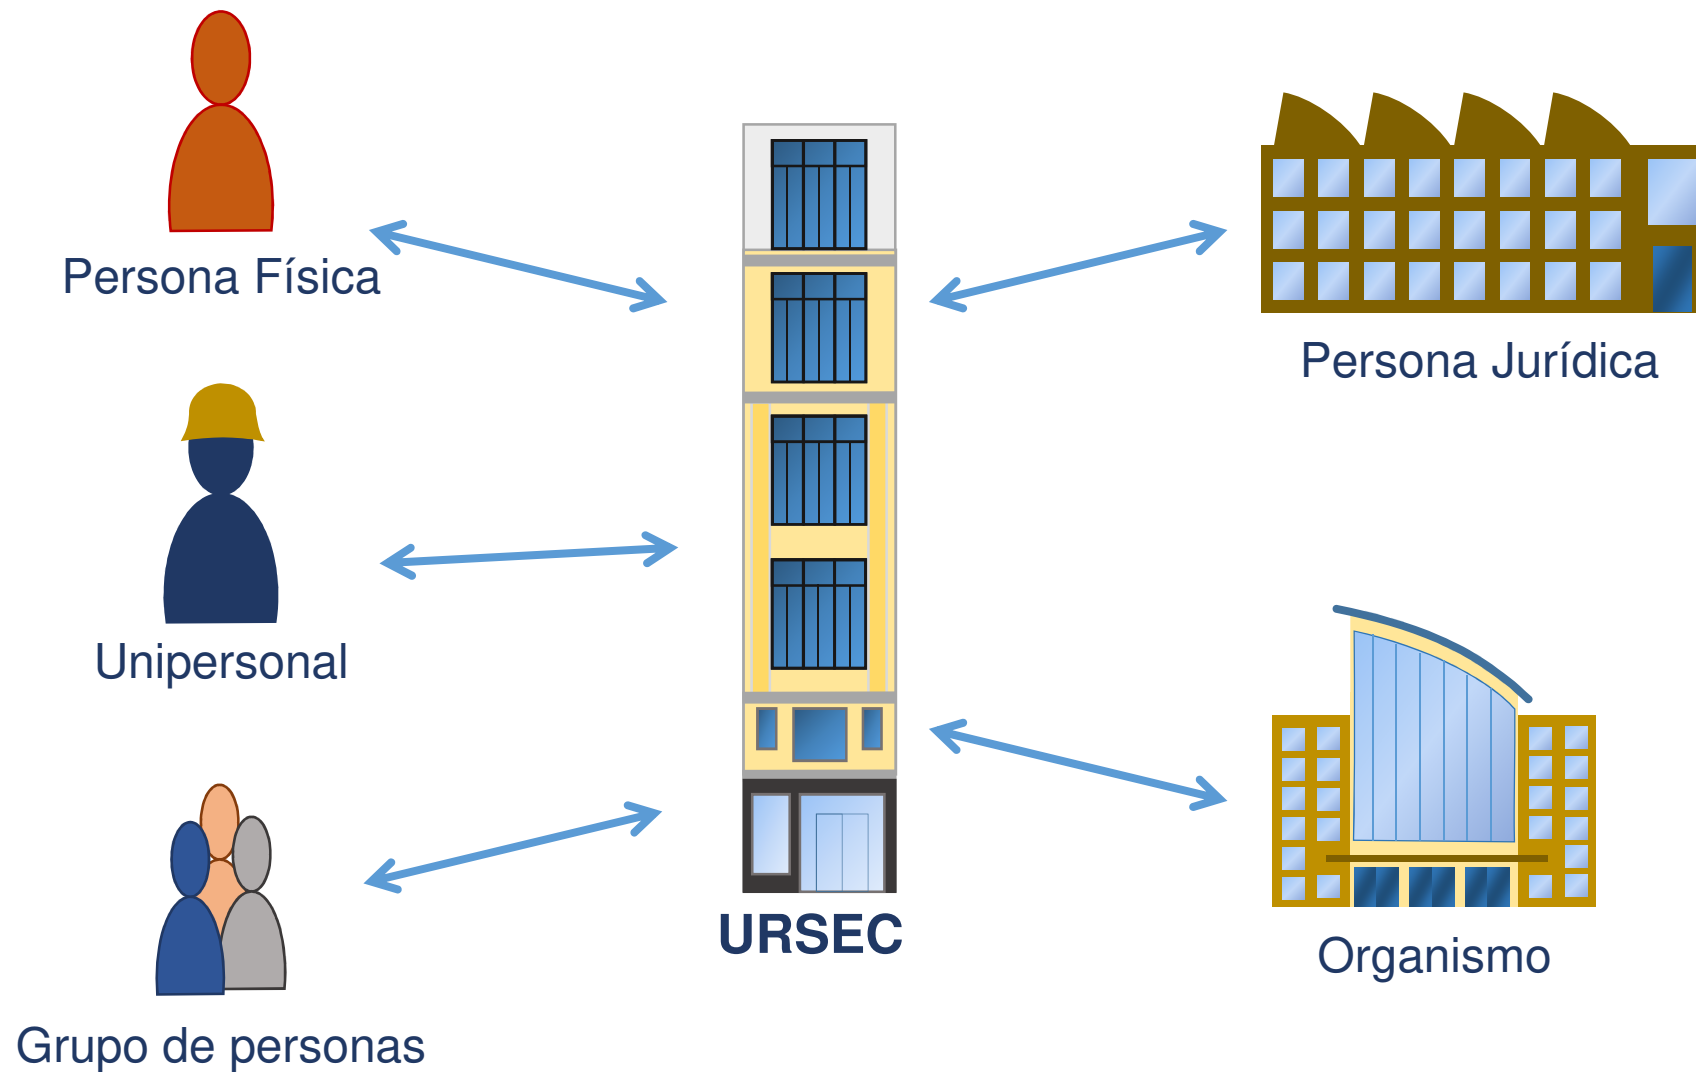 Persona Física
Persona Jurídica
Unipersonal
URSEC
Organismo
Grupo de personas